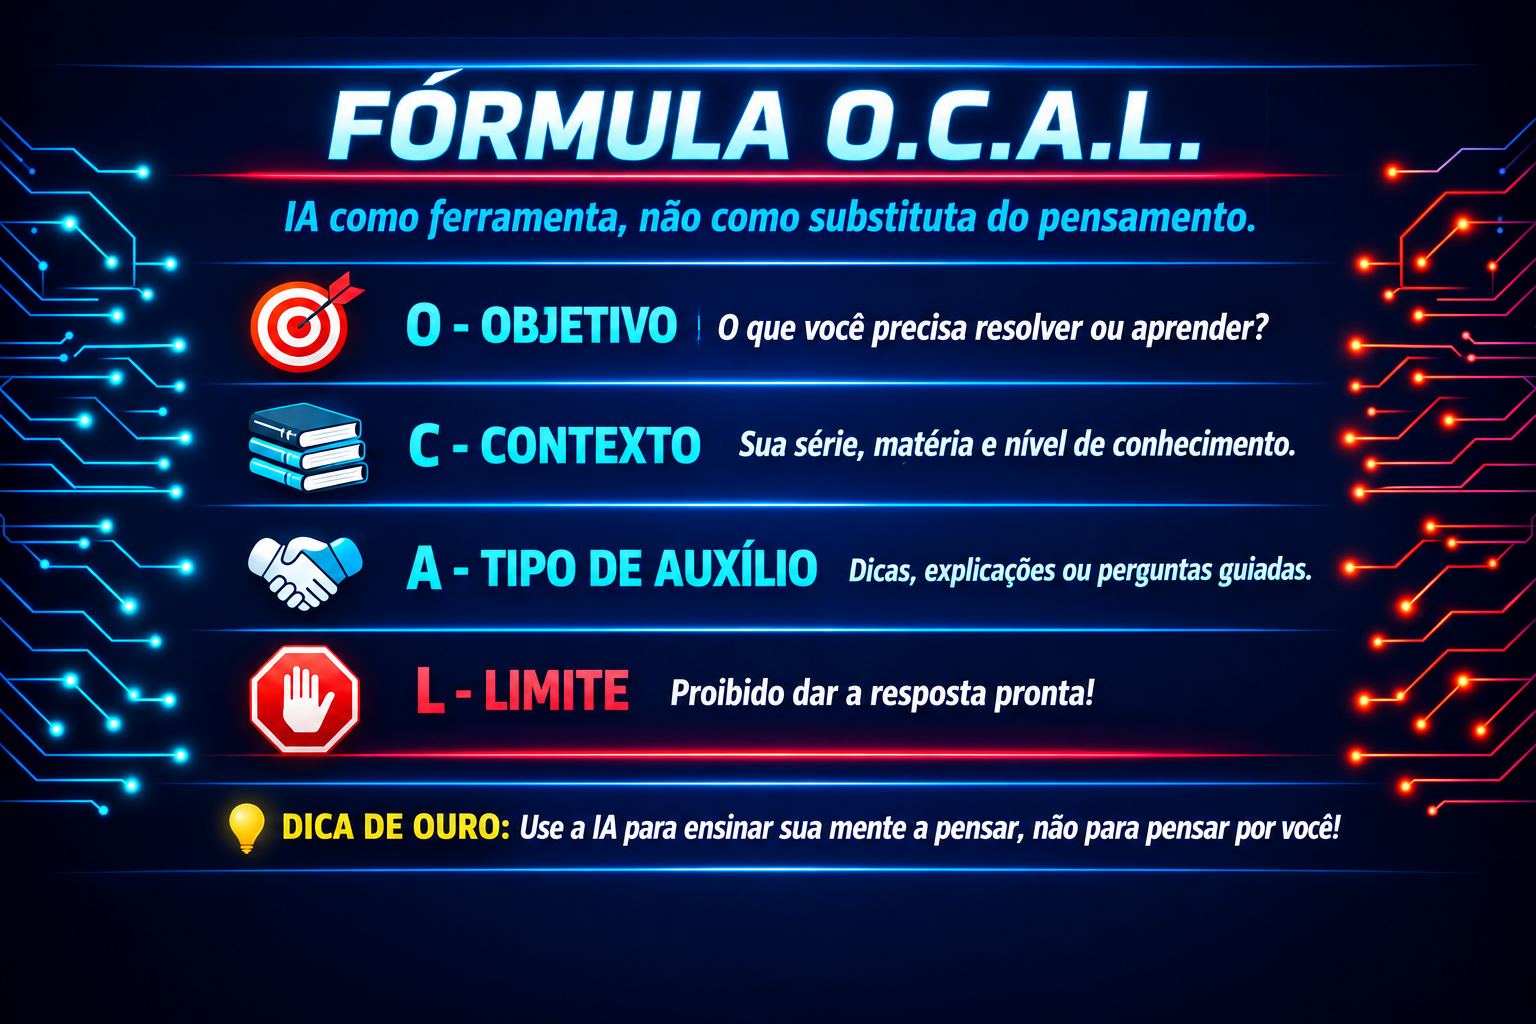 FÓRMULA O.C.A.L.
IA como ferramenta, não como substituta do pensamento.
O - OBJETIVO | O que você precisa resolver ou aprender?
C - CONTEXTO Sua série, matéria e nível de conhecimento.
A - TIPO DE AUXÍLIO Dicas, explicações ou perguntas guiadas.
L - LIMITE Proibido dar a resposta pronta!
DICA DE OURO: Use a IA para ensinar sua mente a pensar, não para pensar por você!